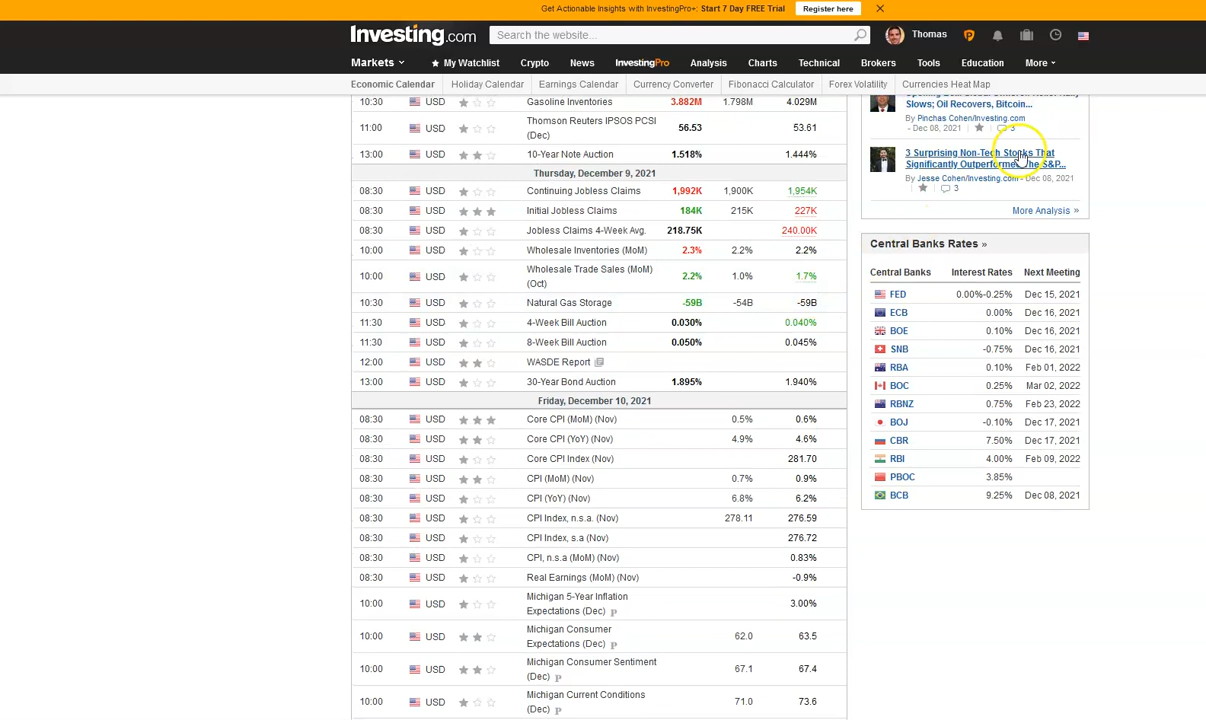 Get Actionable Insights with InvestingPro+: Start 7 Day FREE Trial Register here
Investing.com Search the website... Thomas
Markets My Watchlist Crypto News InvestingPro Analysis Charts Technical Brokers Tools Education More
Economic Calendar Holiday Calendar Earnings Calendar Currency Converter Fibonacci Calculator Forex Volatility Currencies Heat Map
10:30 USD Gasoline Inventories 3.882M 1.798M 4.029M
11:00 USD Thomson Reuters IPSOS PCSI
(Dec) 56.53 53.61
13:00 USD 10-Year Note Auction 1.518% 1.444%
Thursday, December 9, 2021
08:30 USD Continuing Jobless Claims 1,992K 1,900K 1,954K
08:30 USD Initial Jobless Claims 184K 215K 227K
08:30 USD Jobless Claims 4-Week Avg. 218.75K 240.00K
10:00 USD Wholesale Inventories (MoM) 2.3% 2.2% 2.2%
10:00 USD Wholesale Trade Sales (MoM)
(Oct) 2.2% 1.0% 1.7%
10:30 USD Natural Gas Storage -59B -54B -59B
11:30 USD 4-Week Bill Auction 0.030% 0.040%
11:30 USD 8-Week Bill Auction 0.050% 0.045%
12:00 USD WASDE Report
13:00 USD 30-Year Bond Auction 1.895% 1.940%
Friday, December 10, 2021
08:30 USD Core CPI (MoM) (Nov) 0.5% 0.6%
08:30 USD Core CPI (YoY) (Nov) 4.9% 4.6%
08:30 USD Core CPI Index (Nov) 281.70
08:30 USD CPI (MoM) (Nov) 0.7% 0.9%
08:30 USD CPI (YoY) (Nov) 6.8% 6.2%
08:30 USD CPI Index, n.s.a. (Nov) 278.11 276.59
08:30 USD CPI Index, s.a (Nov) 276.72
08:30 USD CPI, n.s.a (MoM) (Nov) 0.83%
08:30 USD Real Earnings (MoM) (Nov) -0.9%
10:00 USD Michigan 5-Year Inflation
Expectations (Dec) P 3.00%
10:00 USD Michigan Consumer
Expectations (Dec) P 62.0 63.5
10:00 USD Michigan Consumer Sentiment
(Dec) P 67.1 67.4
10:00 USD Michigan Current Conditions
(Dec) P 71.0 73.6
Slows; Oil Recovers, Bitcoin...
By Pinchas Cohen/Investing.com
- Dec 08, 2021 3
3 Surprising Non-Tech Stocks That
Significantly Outperformed The S&P...
By Jesse Cohen/Investing.com - Dec 08, 2021
3
More Analysis »
Central Banks Rates »
Central Banks Interest Rates Next Meeting
FED 0.00%-0.25% Dec 15, 2021
ECB 0.00% Dec 16, 2021
BOE 0.10% Dec 16, 2021
SNB -0.75% Dec 16, 2021
RBA 0.10% Feb 01, 2022
BOC 0.25% Mar 02, 2022
RBNZ 0.75% Feb 23, 2022
BOJ -0.10% Dec 17, 2021
CBR 7.50% Dec 17, 2021
RBI 4.00% Feb 09, 2022
PBOC 3.85%
BCB 9.25% Dec 08, 2021